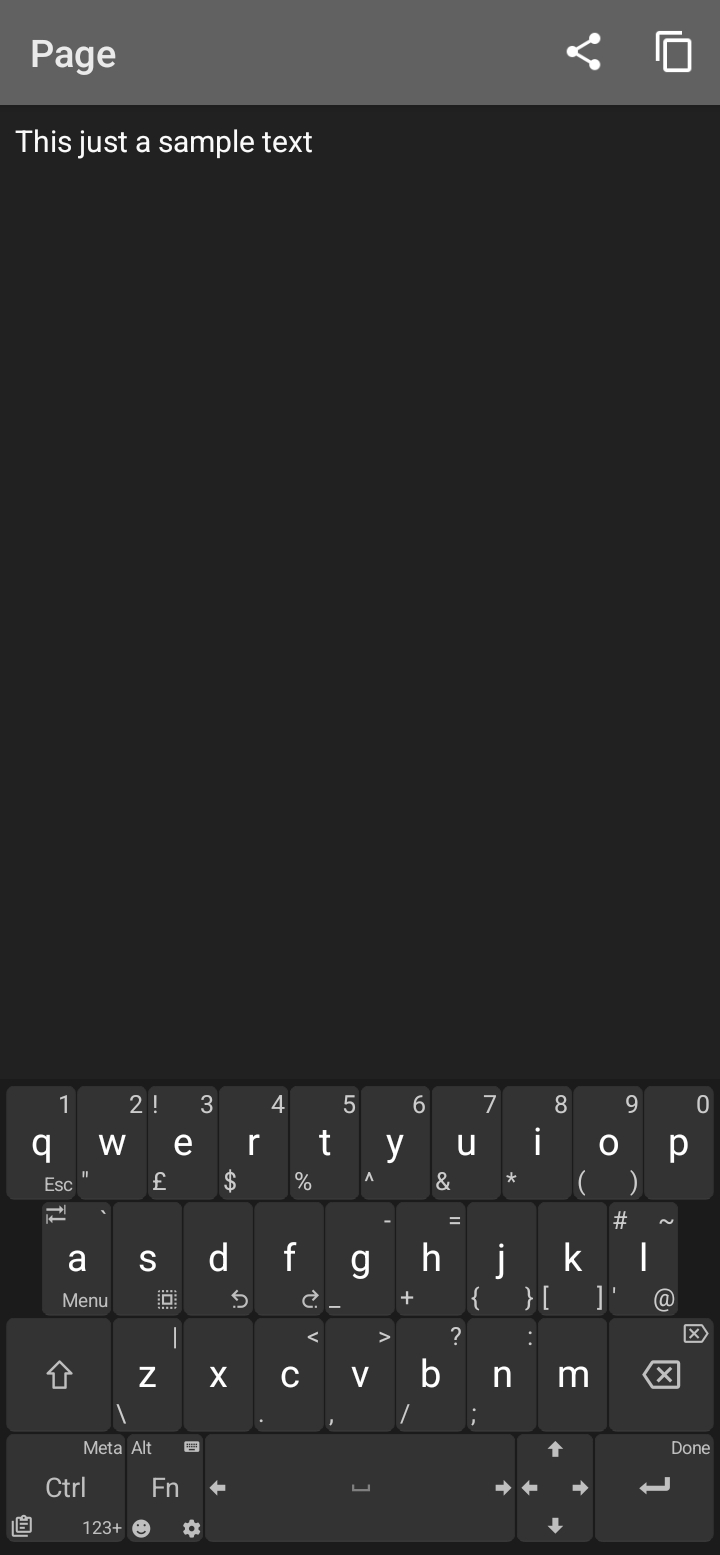 Page
This just a sample text
1 2 ! 3 4 5 6 7 8 9 0
q w e r t y u i o p
Esc " £ $ % ^ & * ( )
` - = # ~
a s d f g h j k l
Menu _ + { } [ ] ' @
| < > ? :
z x c v b n m
\ . , / ;
Meta Alt Done
Ctrl Fn
123+